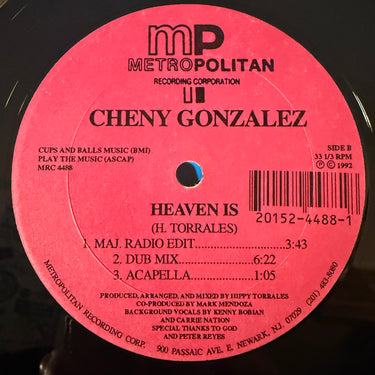 mp
METROPOLITAN
RECORDING CORPORATION
CHENY GONZALEZ
CUPS AND BALLS MUSIC (BMI)
PLAY THE MUSIC (ASCAP)
MRC 4488
SIDE B
33 1/3 RPM
℗ © 1992
HEAVEN IS
(H. TORRALES)
20152-4488-1
1. MAJ. RADIO EDIT......................3:43
2. DUB MIX...................6:22
3. ACAPELLA................1:05
PRODUCED, ARRANGED, AND MIXED BY HIPPY TORRALES
CO-PRODUCED BY MARK MENDOZA
BACKGROUND VOCALS BY KENNY BOBIAN
AND CARRIE NATION
SPECIAL THANKS TO GOD
AND PETER REYES
METROPOLITAN RECORDING CORP. 900 PASSAIC AVE. E. NEWARK, N.J. 07029 (201) 483-8080